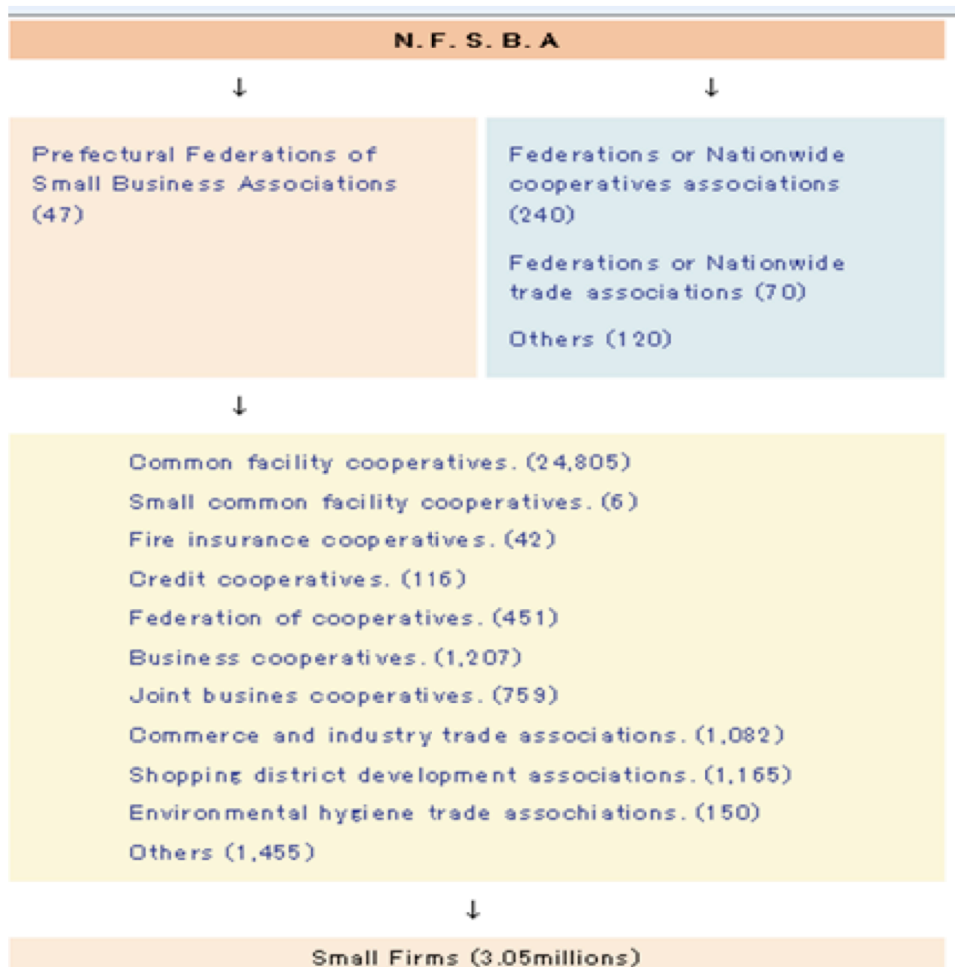 N. F. S. B. A
↓ ↓
Prefectural Federations of
Small Business Associations
(47)
Federations or Nationwide
cooperatives associations
(240)
Federations or Nationwide
trade associations (70)
Others (120)
↓
Common facility cooperatives. (24,805)
Small common facility cooperatives. (6)
Fire insurance cooperatives. (42)
Credit cooperatives. (116)
Federation of cooperatives. (451)
Business cooperatives. (1,207)
Joint busines cooperatives. (759)
Commerce and industry trade associations. (1,082)
Shopping district development associations. (1,165)
Environmental hygiene trade assochiations. (150)
Others (1,455)
↓
Small Firms (3.05millions)